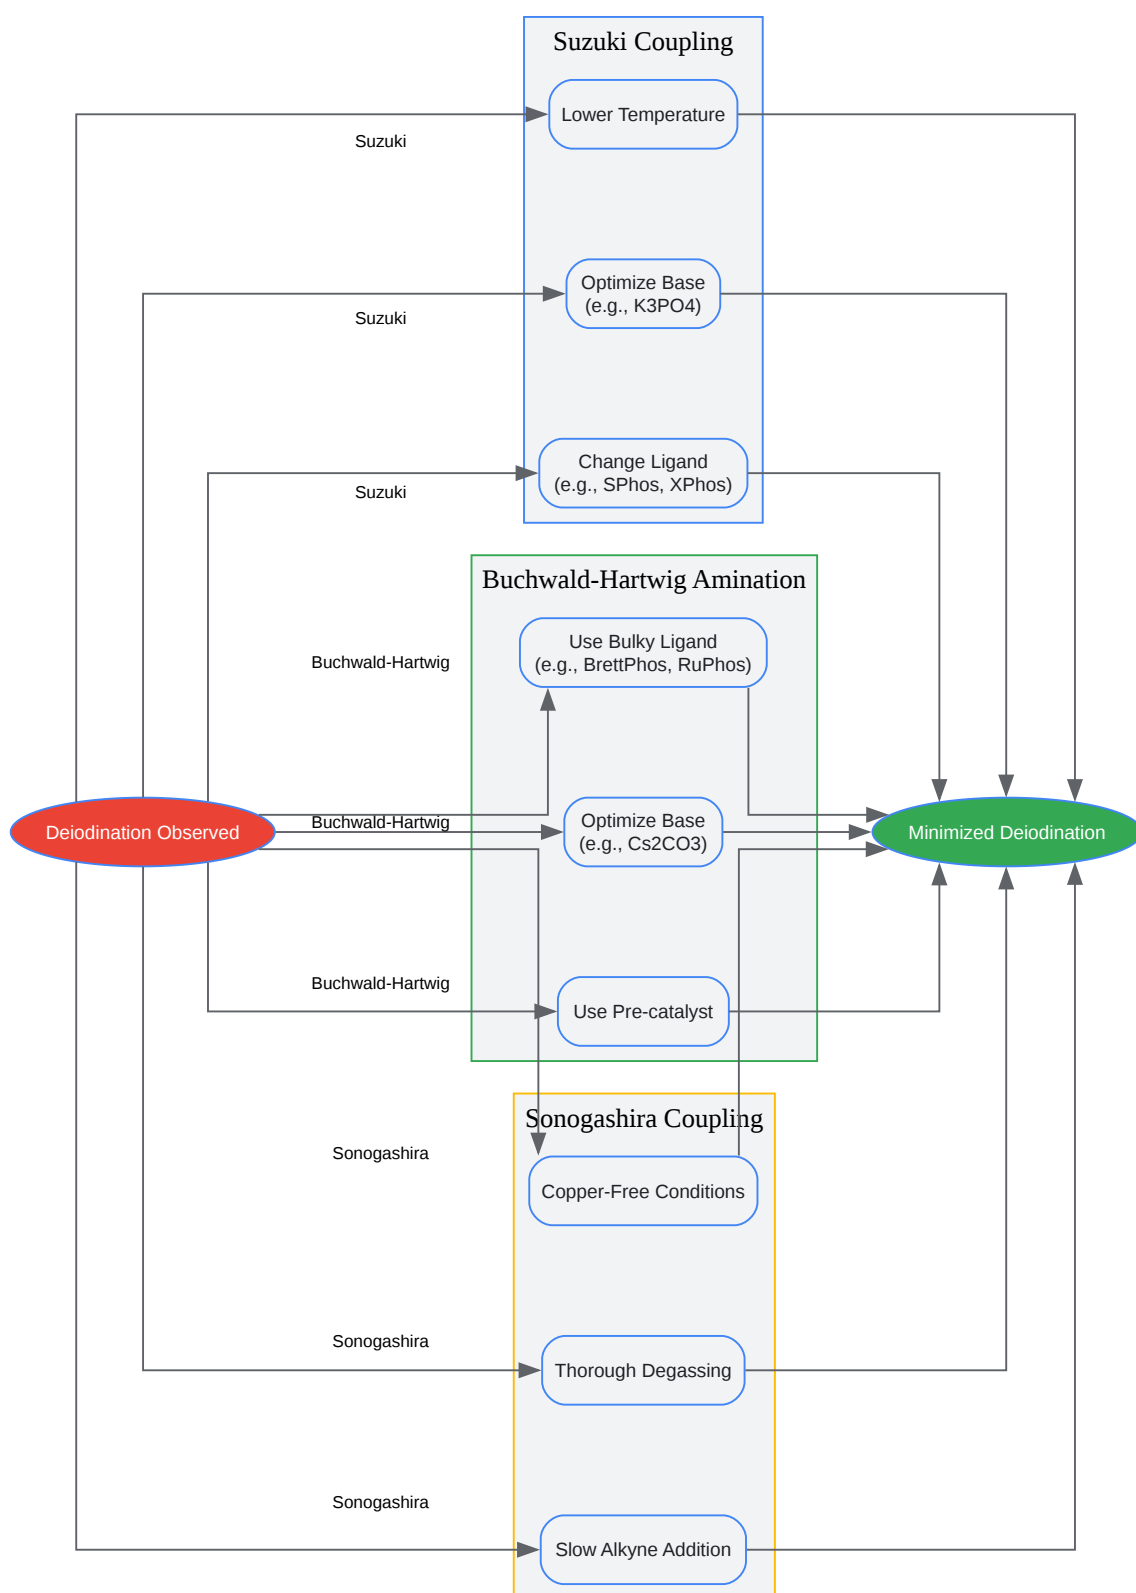 Suzuki Coupling
Lower Temperature
Suzuki
Optimize Base
(e.g., K3PO4)
Suzuki
Change Ligand
(e.g., SPhos, XPhos)
Suzuki
Buchwald-Hartwig Amination
Use Bulky Ligand
(e.g., BrettPhos, RuPhos)
Buchwald-Hartwig
Deiodination Observed
Buchwald-Hartwig
Optimize Base
(e.g., Cs2CO3)
Minimized Deiodination
Buchwald-Hartwig
Use Pre-catalyst
Sonogashira Coupling
Sonogashira
Copper-Free Conditions
Sonogashira
Thorough Degassing
Sonogashira
Slow Alkyne Addition